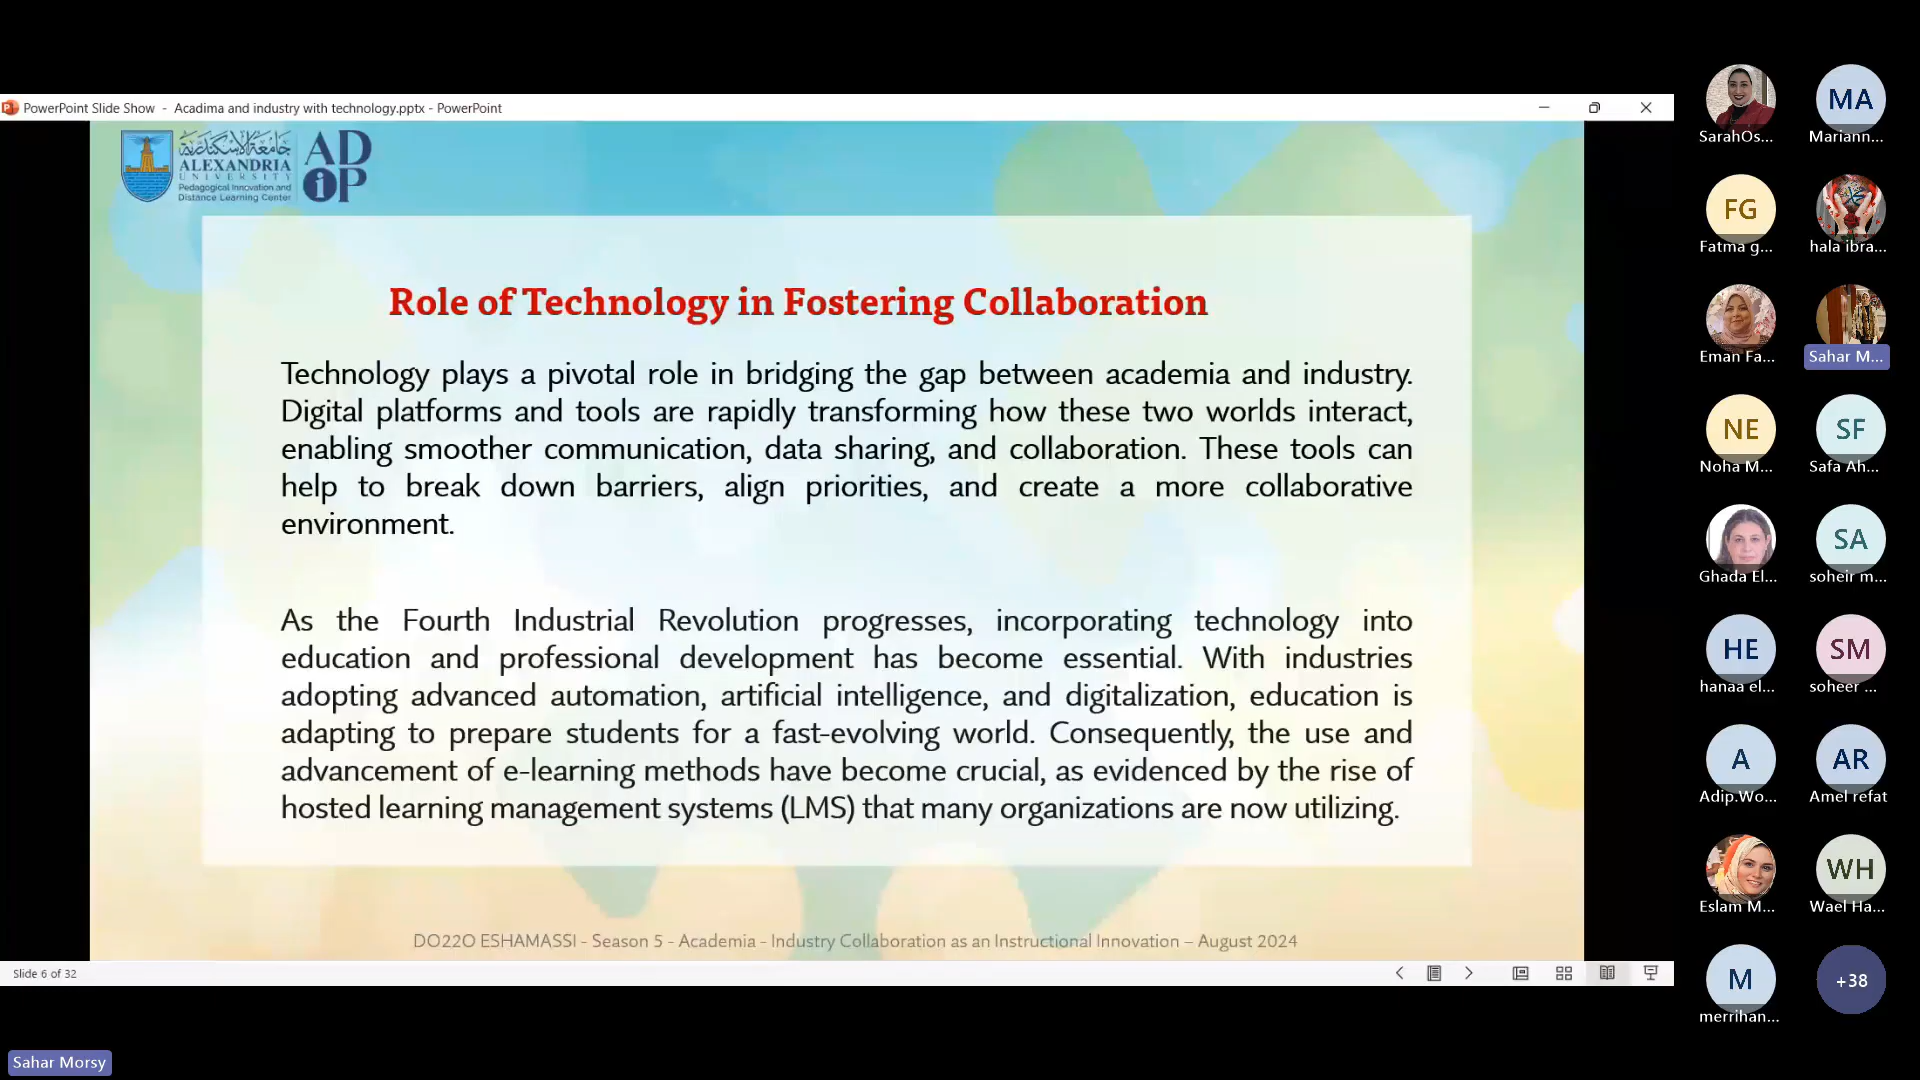 PowerPoint Slide Show - Acadima and industry with technology.pptx - PowerPoint
جامعة الإسكندرية
ALEXANDRIA
UNIVERSITY
Pedagogical Innovation and
Distance Learning Center
AD
iP
Role of Technology in Fostering Collaboration
Technology plays a pivotal role in bridging the gap between academia and industry.
Digital platforms and tools are rapidly transforming how these two worlds interact,
enabling smoother communication, data sharing, and collaboration. These tools can
help to break down barriers, align priorities, and create a more collaborative
environment.
As the Fourth Industrial Revolution progresses, incorporating technology into
education and professional development has become essential. With industries
adopting advanced automation, artificial intelligence, and digitalization, education is
adapting to prepare students for a fast-evolving world. Consequently, the use and
advancement of e-learning methods have become crucial, as evidenced by the rise of
hosted learning management systems (LMS) that many organizations are now utilizing.
DO22O ESHAMASSI - Season 5 - Academia - Industry Collaboration as an Instructional Innovation – August 2024
Slide 6 of 32
Sahar Morsy
SarahOs...
MA
Mariann...
FG
Fatma g...
hala ibra...
Eman Fa...
Sahar M...
NE
Noha M...
SF
Safa Ah...
Ghada El...
SA
soheir m...
HE
hanaa el...
SM
soheer ...
A
Adip.Wo...
AR
Amel refat
Eslam M...
WH
Wael Ha...
M
merrihan...
+38